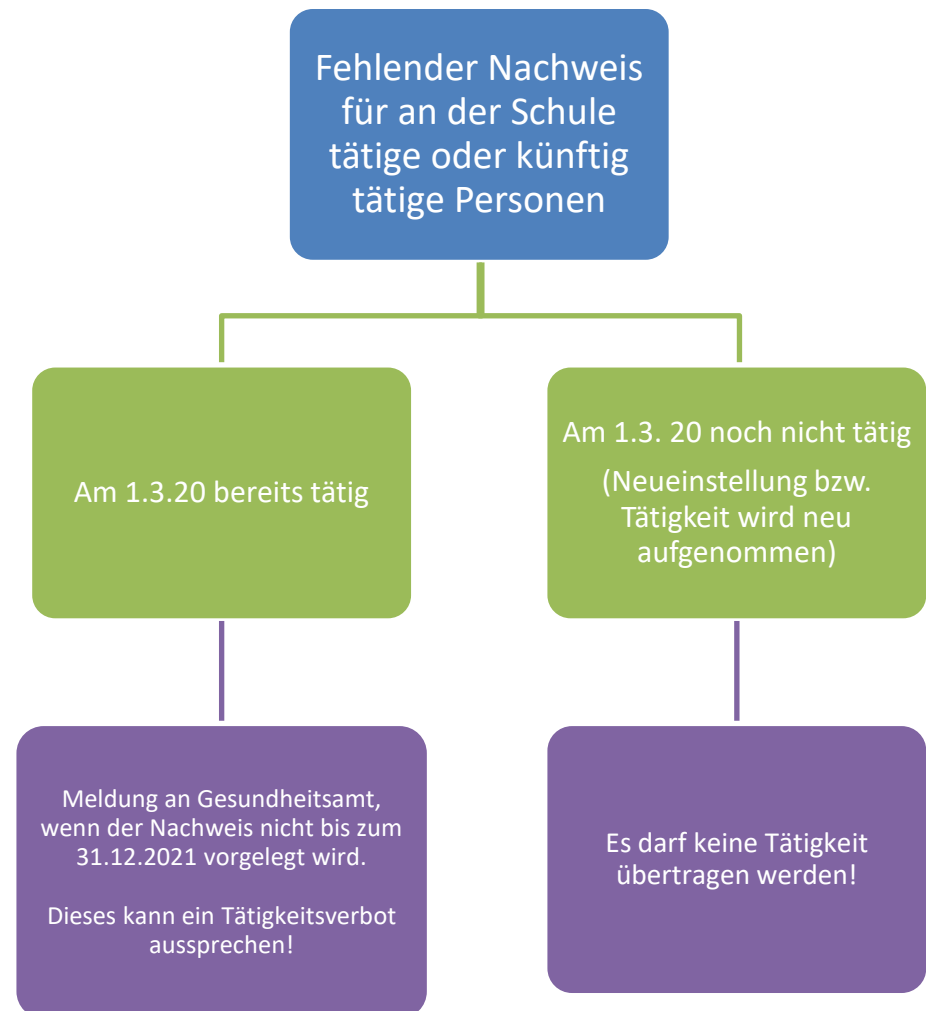 Fehlender Nachweis
für an der Schule
tätige oder künftig
tätige Personen
Am 1.3.20 bereits tätig
Am 1.3. 20 noch nicht tätig
(Neueinstellung bzw.
Tätigkeit wird neu
aufgenommen)
Meldung an Gesundheitsamt,
wenn der Nachweis nicht bis zum
31.12.2021 vorgelegt wird.
Dieses kann ein Tätigkeitsverbot
aussprechen!
Es darf keine Tätigkeit
übertragen werden!